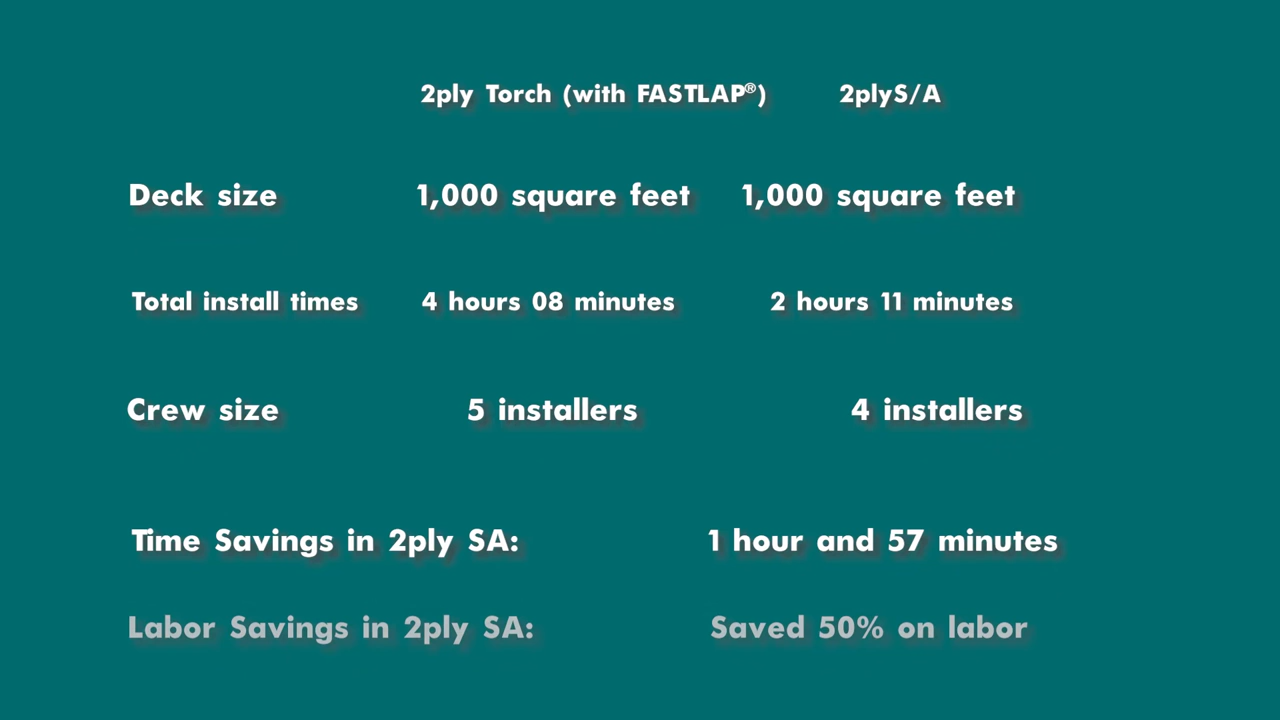 2ply Torch (with FASTLAP®) 2plyS/A
Deck size 1,000 square feet 1,000 square feet
Total install times 4 hours 08 minutes 2 hours 11 minutes
Crew size 5 installers 4 installers
Time Savings in 2ply SA: 1 hour and 57 minutes
Labor Savings in 2ply SA: Saved 50% on labor